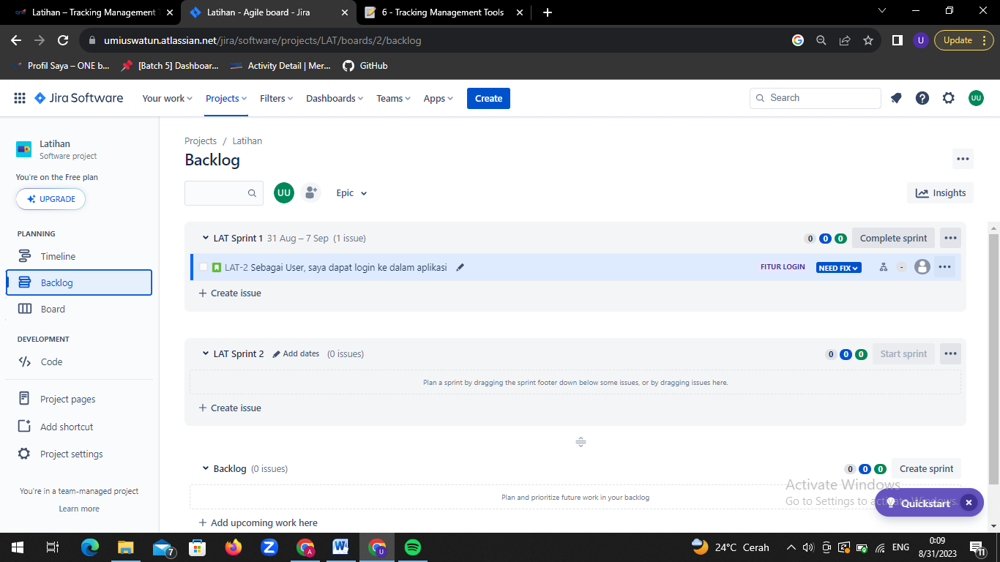 Latihan – Tracking Management T
Latihan - Agile board - Jira
6 - Tracking Management Tools
umiuswatun.atlassian.net/jira/software/projects/LAT/boards/2/backlog
U
Update
Profil Saya – ONE b...
[Batch 5] Dashboar...
Activity Detail | Mer...
GitHub
Jira Software
Your work
Projects
Filters
Dashboards
Teams
Apps
Create
Search
UU
Latihan
Software project
You're on the Free plan
UPGRADE
PLANNING
Timeline
Backlog
Board
DEVELOPMENT
Code
Project pages
Add shortcut
Project settings
You're in a team-managed project
Learn more
Projects / Latihan
Backlog
UU
Epic
Insights
LAT Sprint 1 31 Aug – 7 Sep (1 issue)
0 0 0 Complete sprint
LAT-2 Sebagai User, saya dapat login ke dalam aplikasi
FITUR LOGIN NEED FIX -
+ Create issue
LAT Sprint 2 Add dates (0 issues)
0 0 0 Start sprint
Plan a sprint by dragging the sprint footer down below some issues, or by dragging issues here.
+ Create issue
Backlog (0 issues)
0 0 0 Create sprint
Plan and prioritize future work in your backlog
+ Add upcoming work here
Activate Windows
Go to Settings to activate Windows.
Quickstart
7
A
U
24°C Cerah
ENG
0:09
8/31/2023
11